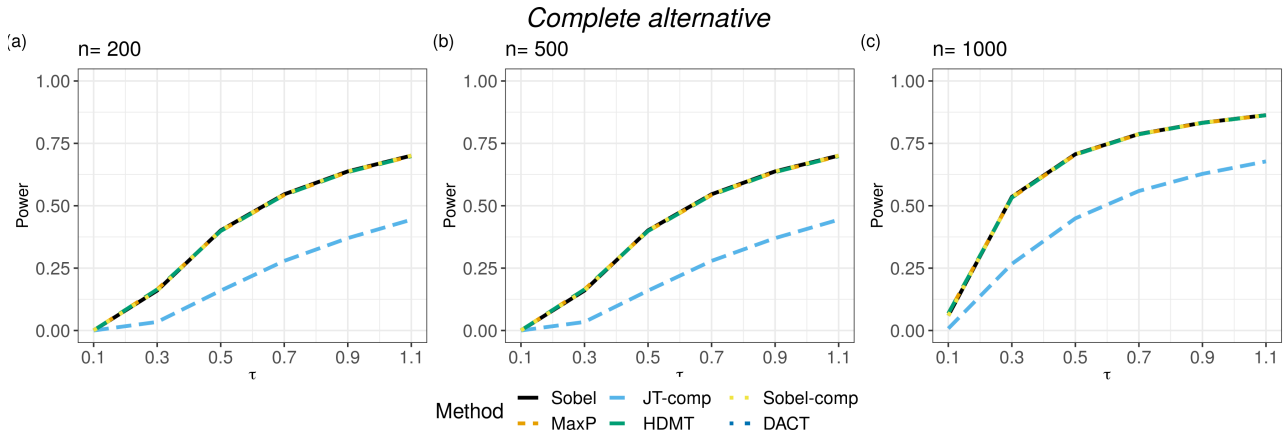 Complete alternative
(a)
n= 200
1.00
0.75
0.50
0.25
0.00
Power
0.1 0.3 0.5 0.7 0.9 1.1
τ
(b)
n= 500
1.00
0.75
0.50
0.25
0.00
Power
0.1 0.3 0.5 0.7 0.9 1.1
τ
(c)
n= 1000
1.00
0.75
0.50
0.25
0.00
Power
0.1 0.3 0.5 0.7 0.9 1.1
τ
Method
Sobel JT-comp Sobel-comp
MaxP HDMT DACT